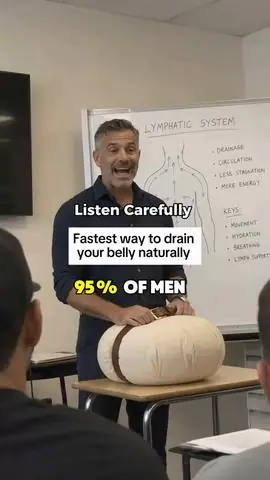 LYMPHATIC SYSTEM
• DRAINAGE
• CIRCULATION
• LESS STAGNATION
• MORE ENERGY
Listen Carefully
KEYS:
• MOVEMENT
• HYDRATION
• BREATHING
• LYMPH SUPPORT
Fastest way to drain
your belly naturally
95% OF MEN